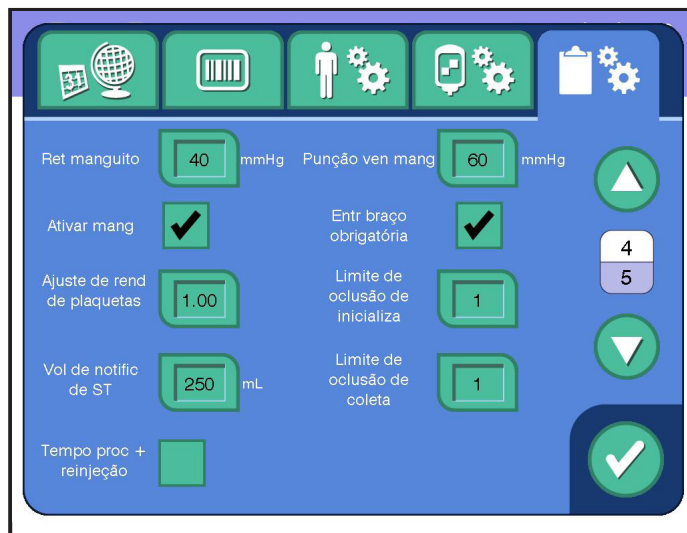 31
Ret manguito 40 mmHg Punção ven mang 60 mmHg
Ativar mang
Entr braço
obrigatória
Ajuste de rend
de plaquetas
1.00
Limite de
oclusão de
inicializa
1
4
5
Vol de notific
de ST
250 mL
Limite de
oclusão de
coleta
1
Tempo proc +
reinjeção